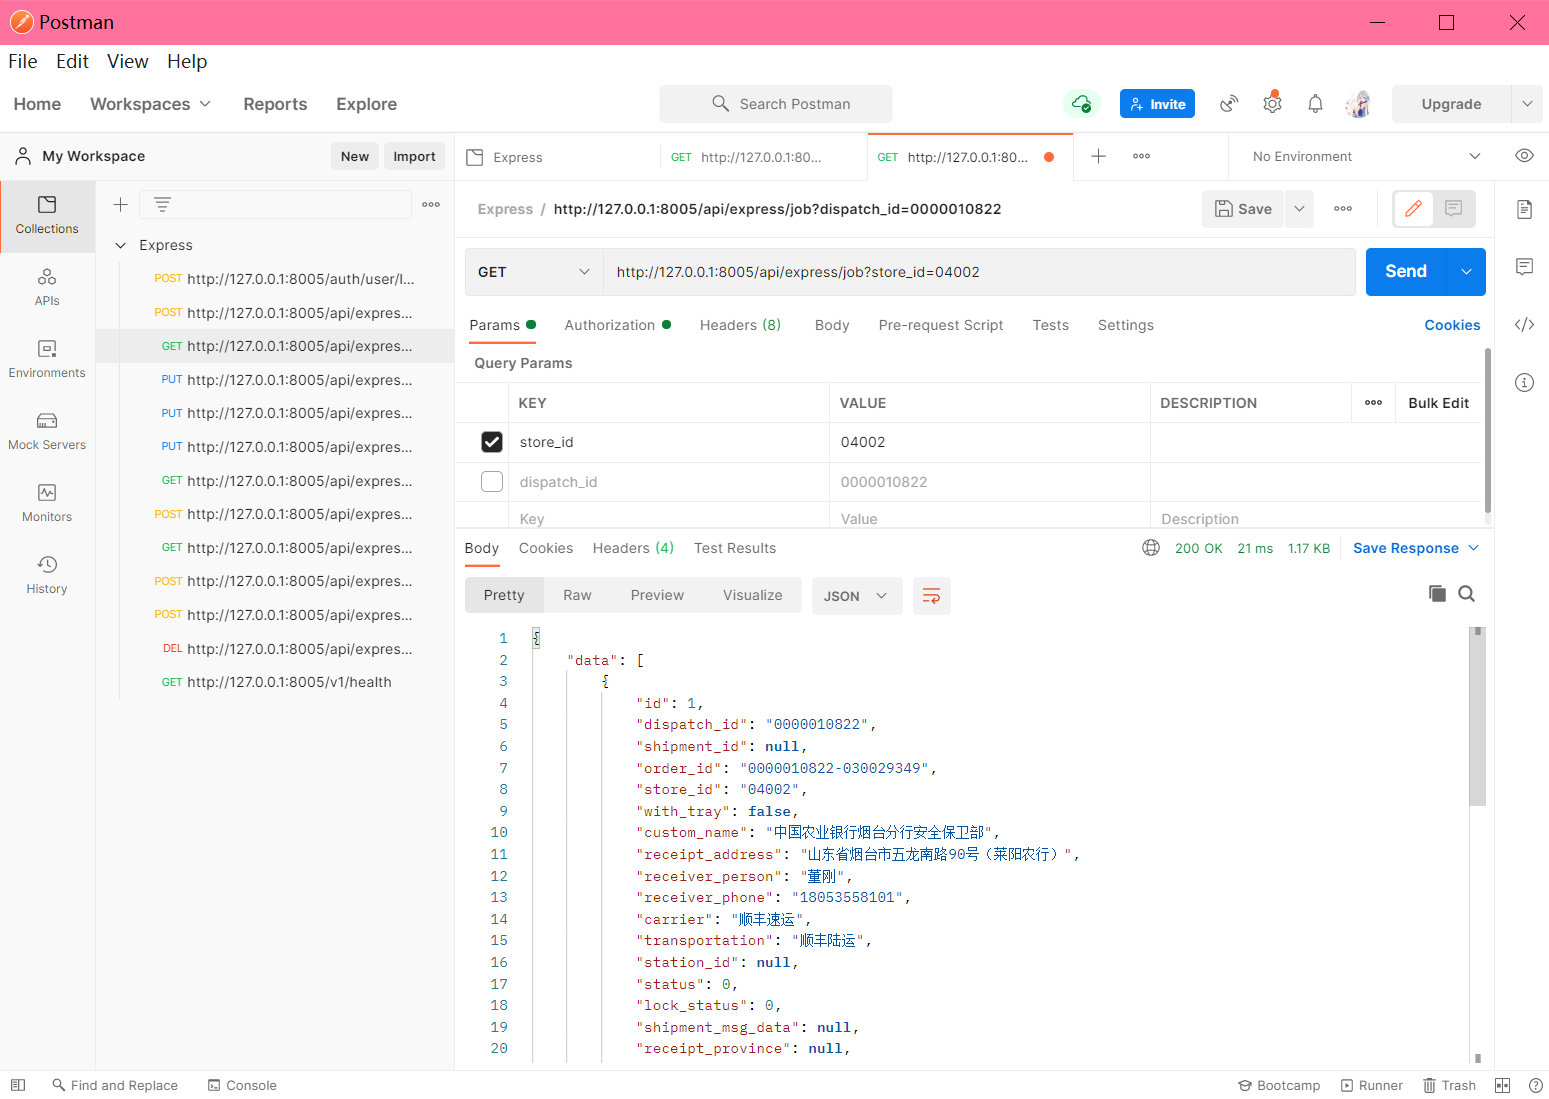 Postman
File Edit View Help
Home Workspaces Reports Explore Search Postman Invite Upgrade
My Workspace New Import
Express GET http://127.0.0.1:80... GET http://127.0.0.1:80... No Environment
Collections
APIs
Environments
Mock Servers
Monitors
History
Express
POST http://127.0.0.1:8005/auth/user/l...
POST http://127.0.0.1:8005/api/expres...
GET http://127.0.0.1:8005/api/expres...
PUT http://127.0.0.1:8005/api/expres...
PUT http://127.0.0.1:8005/api/expres...
PUT http://127.0.0.1:8005/api/expres...
GET http://127.0.0.1:8005/api/expres...
POST http://127.0.0.1:8005/api/expres...
GET http://127.0.0.1:8005/api/expres...
POST http://127.0.0.1:8005/api/expres...
POST http://127.0.0.1:8005/api/expres...
DEL http://127.0.0.1:8005/api/expres...
GET http://127.0.0.1:8005/v1/health
Express / http://127.0.0.1:8005/api/express/job?dispatch_id=0000010822 Save
GET http://127.0.0.1:8005/api/express/job?store_id=04002 Send
Params Authorization Headers (8) Body Pre-request Script Tests Settings Cookies
Query Params
KEY VALUE DESCRIPTION Bulk Edit
store_id 04002
dispatch_id 0000010822
Key Value Description
Body Cookies Headers (4) Test Results 200 OK 21 ms 1.17 KB Save Response
Pretty Raw Preview Visualize JSON
1 {
2 "data": [
3 {
4 "id": 1,
5 "dispatch_id": "0000010822",
6 "shipment_id": null,
7 "order_id": "0000010822-030029349",
8 "store_id": "04002",
9 "with_tray": false,
10 "custom_name": "中国农业银行烟台分行安全保卫部",
11 "receipt_address": "山东省烟台市五龙南路90号（莱阳农行）",
12 "receiver_person": "董刚",
13 "receiver_phone": "18053558101",
14 "carrier": "顺丰速运",
15 "transportation": "顺丰陆运",
16 "station_id": null,
17 "status": 0,
18 "lock_status": 0,
19 "shipment_msg_data": null,
20 "receipt_province": null,
Find and Replace Console Bootcamp Runner Trash